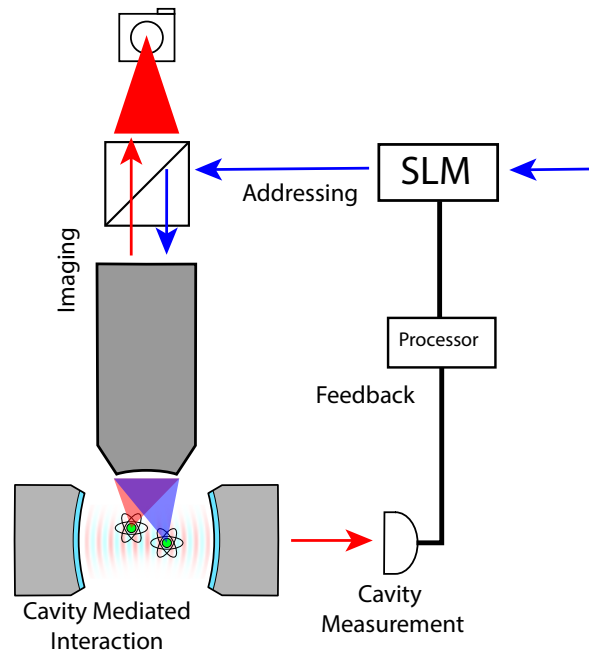 SLM
Addressing
Imaging
Processor
Feedback
Cavity Mediated
Interaction
Cavity
Measurement